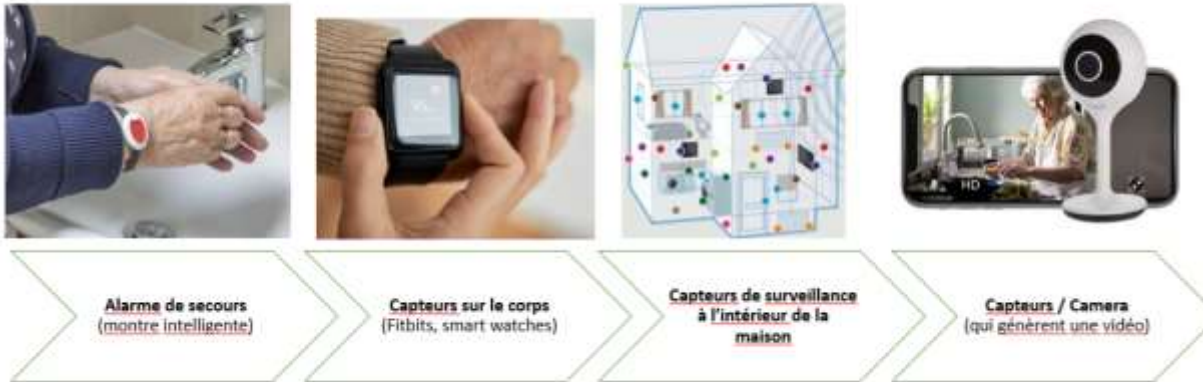 HD
Alarme de secours
(montre intelligente)
Capteurs sur le corps
(Fitbits, smart watches)
Capteurs de surveillance
à l'intérieur de la
maison
Capteurs / Camera
(qui génèrent une vidéo)